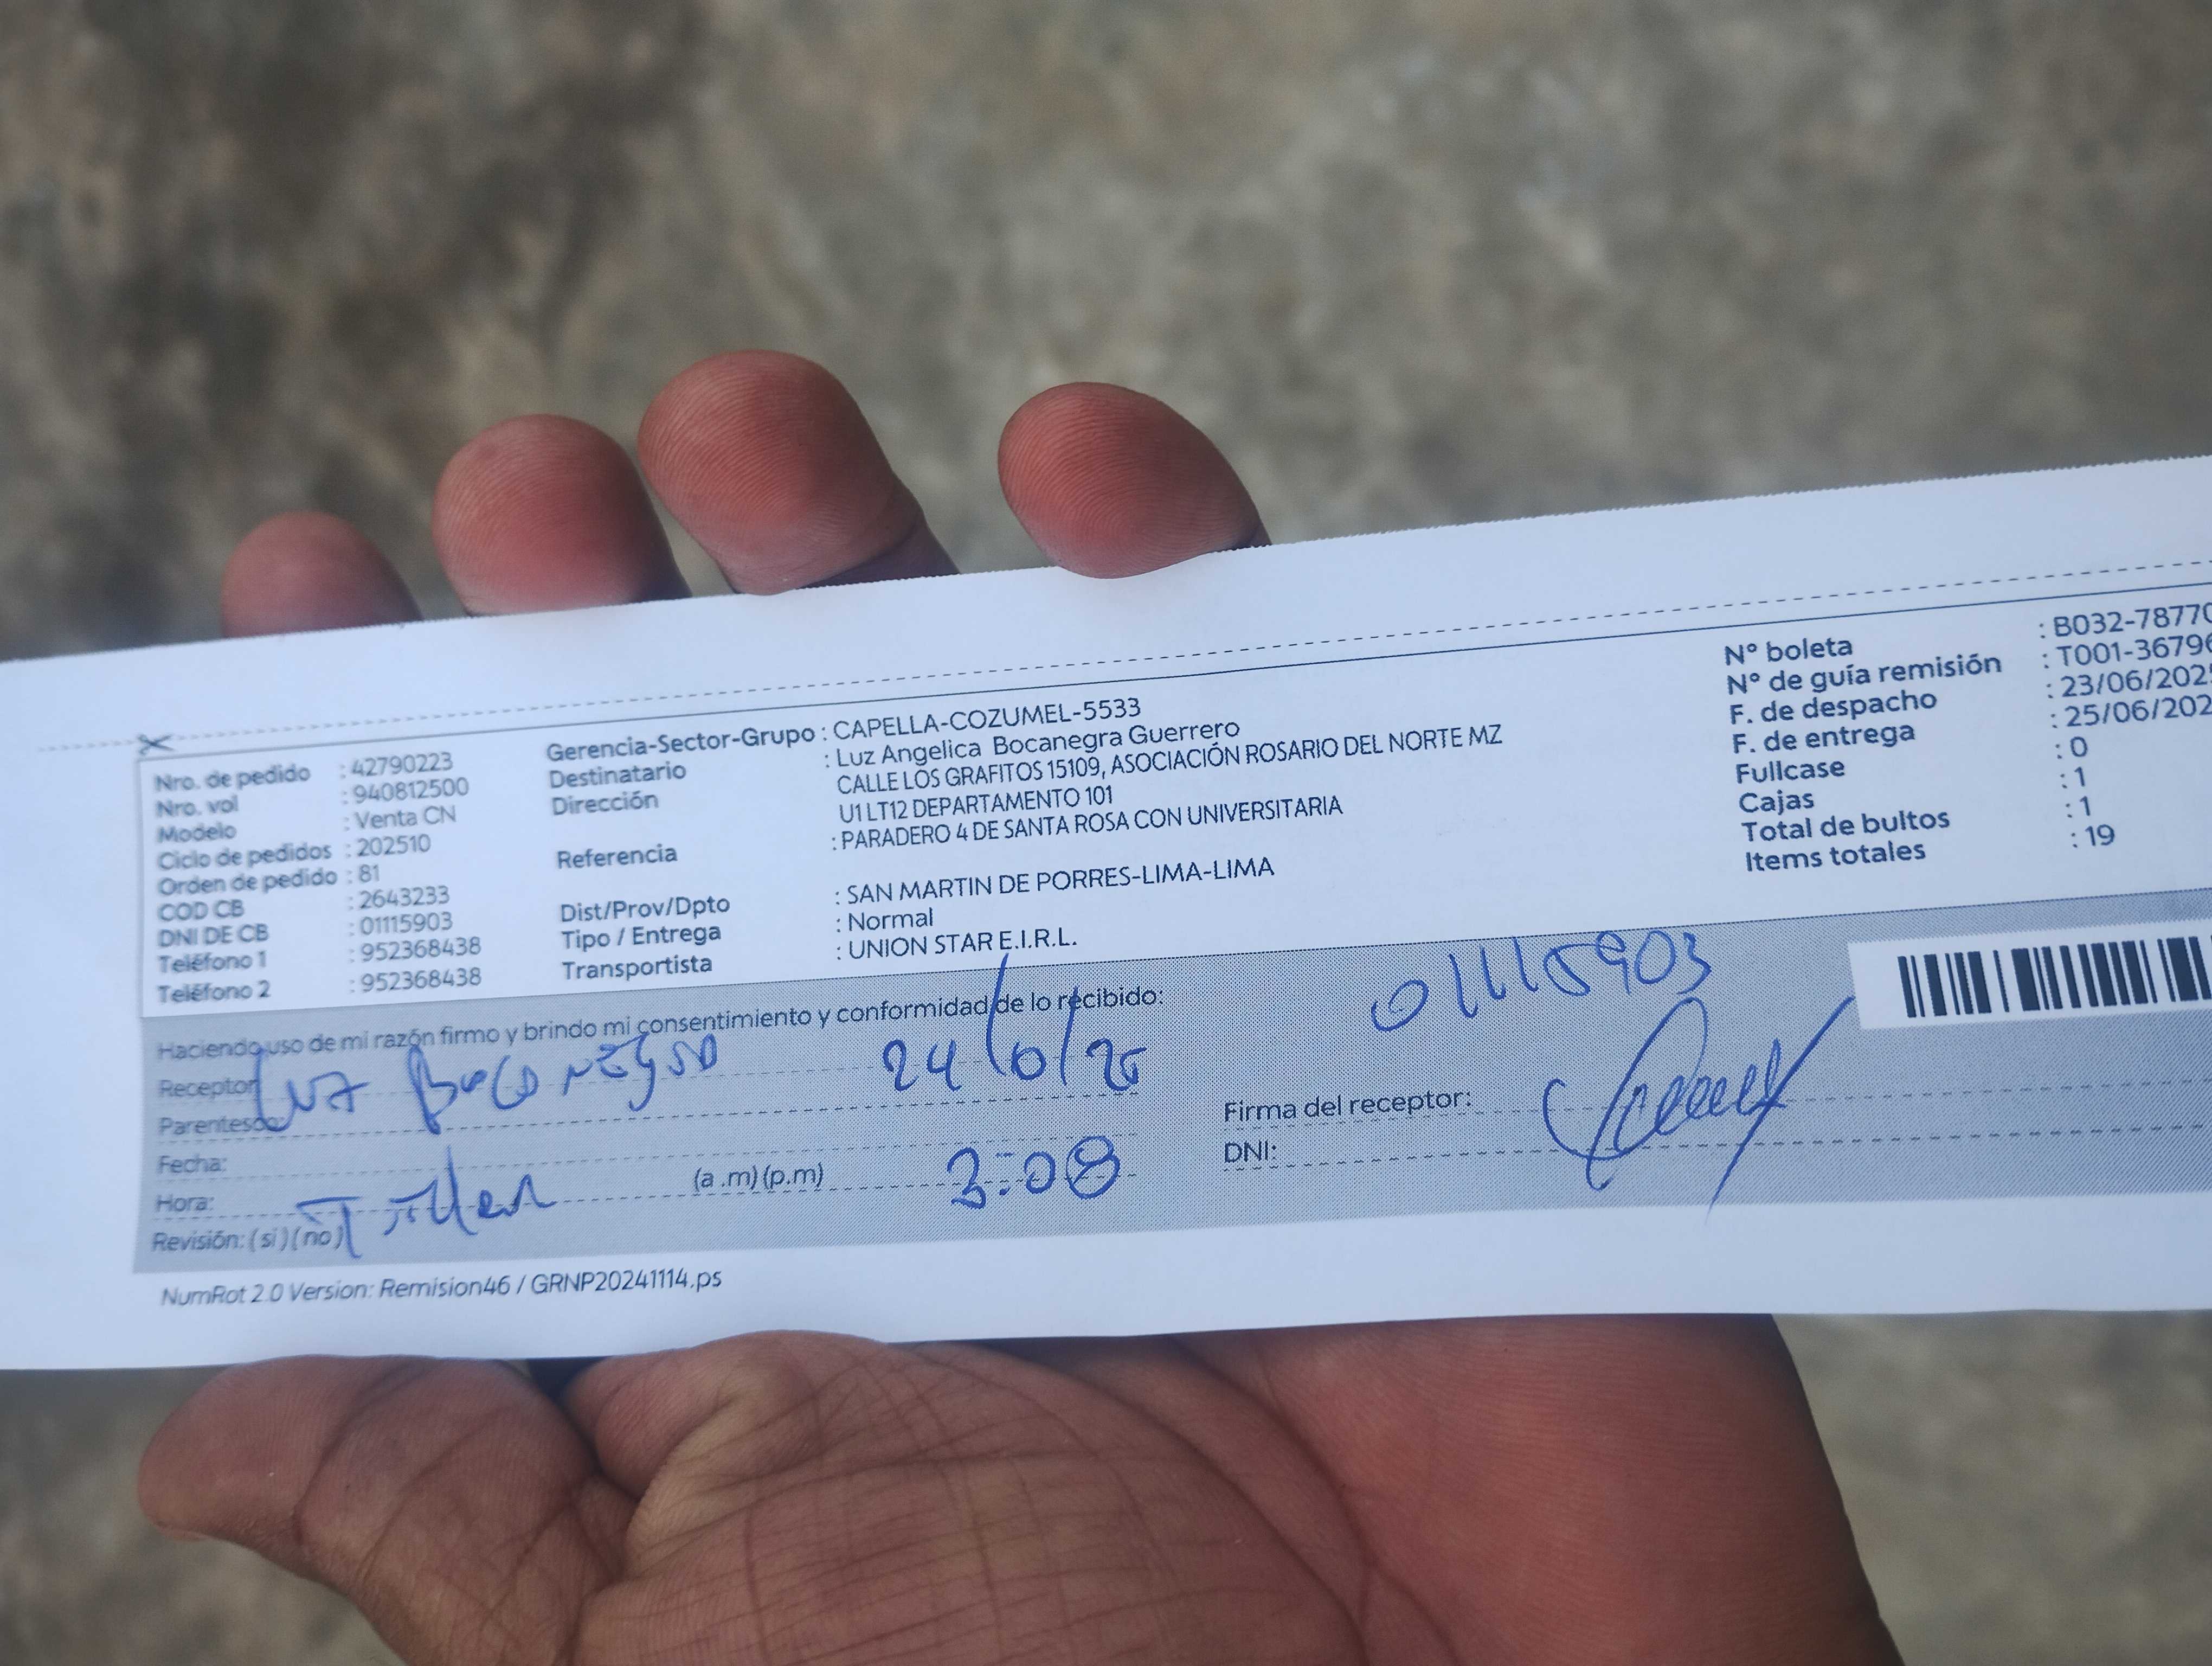 Nro. de pedido : 42790223
Nro. vol : 940812500
Modelo : Venta CN
Ciclo de pedidos : 202510
Orden de pedido : 81
COD CB : 2643233
DNI DE CB : 01115903
Teléfono 1 : 952368438
Teléfono 2 : 952368438
Gerencia-Sector-Grupo : CAPELLA-COZUMEL-5533
Destinatario : Luz Angelica Bocanegra Guerrero
Dirección CALLE LOS GRAFITOS 15109, ASOCIACIÓN ROSARIO DEL NORTE MZ
U1 LT12 DEPARTAMENTO 101
Referencia : PARADERO 4 DE SANTA ROSA CON UNIVERSITARIA
Dist/Prov/Dpto : SAN MARTIN DE PORRES-LIMA-LIMA
Tipo / Entrega : Normal
Transportista : UNION STAR E.I.R.L.
N° boleta : B032-78770
N° de guía remisión : T001-36796
F. de despacho : 23/06/202
F. de entrega : 25/06/202
Fullcase : 0
Cajas : 1
Total de bultos : 1
Items totales : 19
Haciendo uso de mi razón firmo y brindo mi consentimiento y conformidad de lo recibido:
Receptor Luz Bocanegra
Parentesco
24/6/25
Fecha:
Hora: (a .m) (p.m) 3:08
Revisión: (si) (no)
01115903
Firma del receptor:
DNI:
NumRot 2.0 Version: Remision46 / GRNP20241114.ps